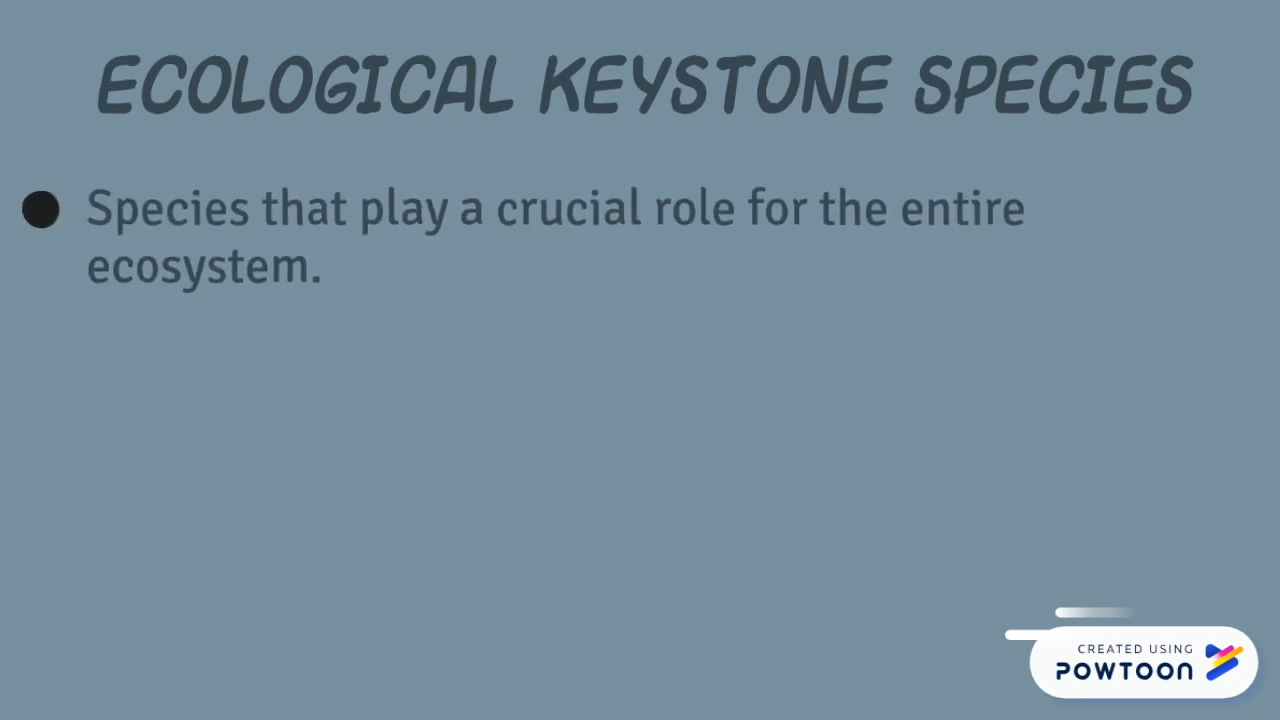 ECOLOGICAL KEYSTONE SPECIES
Species that play a crucial role for the entire
ecosystem.
CREATED USING
POWTOON